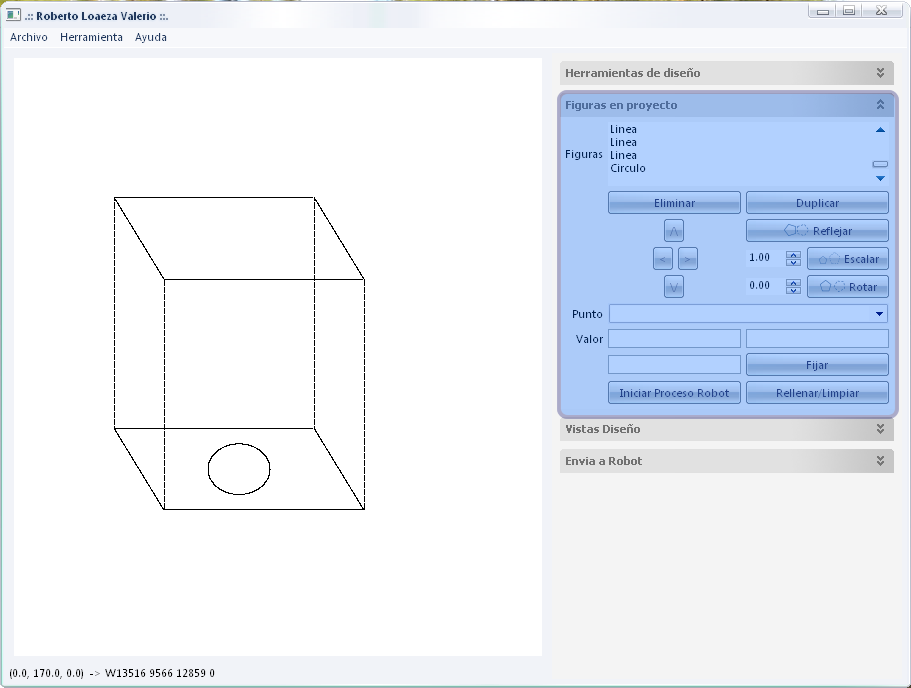 .:: Roberto Loaeza Valerio ::.
Archivo Herramienta Ayuda
Herramientas de diseño
Figuras en proyecto
Figuras
Linea
Linea
Linea
Circulo
Eliminar Duplicar
^ Reflejar
< > 1.00 Escalar
V 0.00 Rotar
Punto
Valor
Fijar
Iniciar Proceso Robot Rellenar/Limpiar
Vistas Diseño
Envia a Robot
(0.0, 170.0, 0.0) -> W13516 9566 12859 0